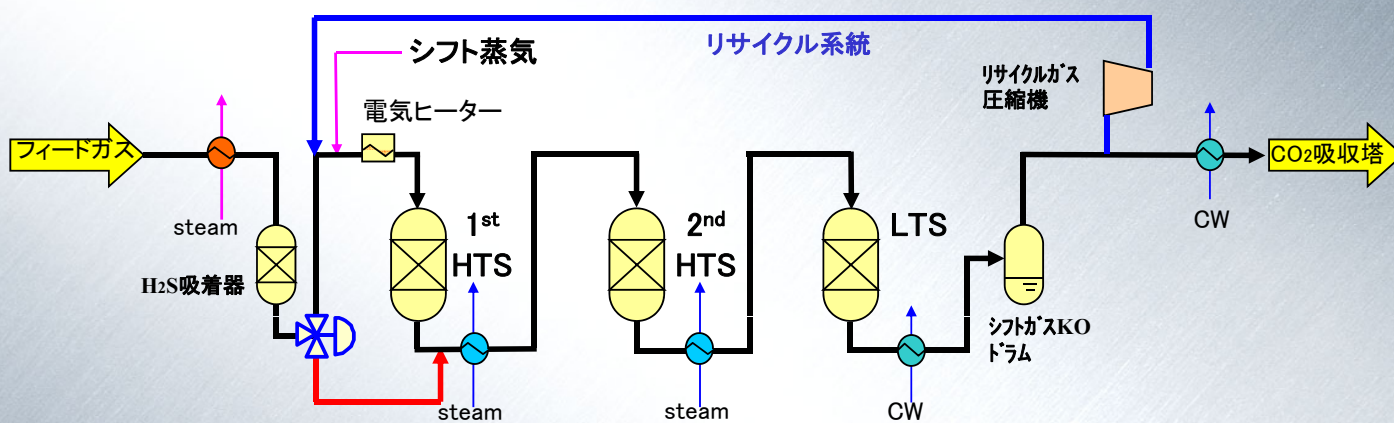 リサイクル系統
シフト蒸気
リサイクルガス
圧縮機
電気ヒーター
フィードガス
CO2吸収塔
1st
HTS
2nd
HTS
LTS
steam
CW
H2S吸着器
シフトガスKO
ドラム
steam
steam
CW